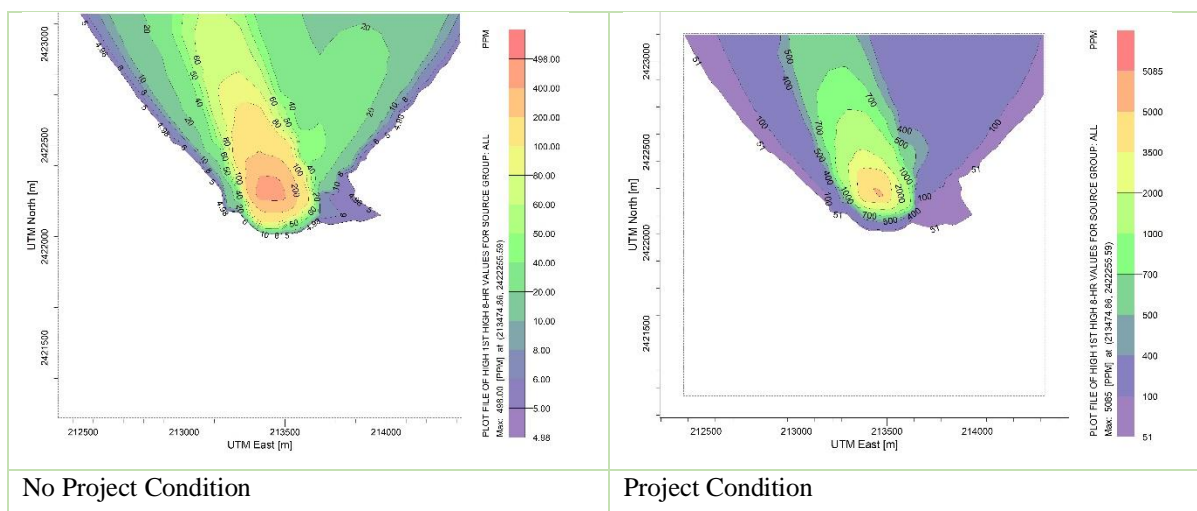 PPM
498.00
400.00
200.00
100.00
80.00
60.00
50.00
40.00
20.00
10.00
8.00
6.00
5.00
4.98
PLOT FILE OF HIGH 1ST HIGH 8-HR VALUES FOR SOURCE GROUP: ALL
Max: 498.00 [PPM] at (213474.86, 2422255.59)
UTM North [m]
2423000
2422500
2422000
2421500
212500 213000 213500 214000
UTM East [m]
No Project Condition
PPM
5085
5000
3500
2000
1000
700
500
400
100
51
PLOT FILE OF HIGH 1ST HIGH 8-HR VALUES FOR SOURCE GROUP: ALL
Max: 5085 [PPM] at (213474.86, 2422255.59)
UTM North [m]
2423000
2422500
2422000
2421500
212500 213000 213500 214000
UTM East [m]
Project Condition